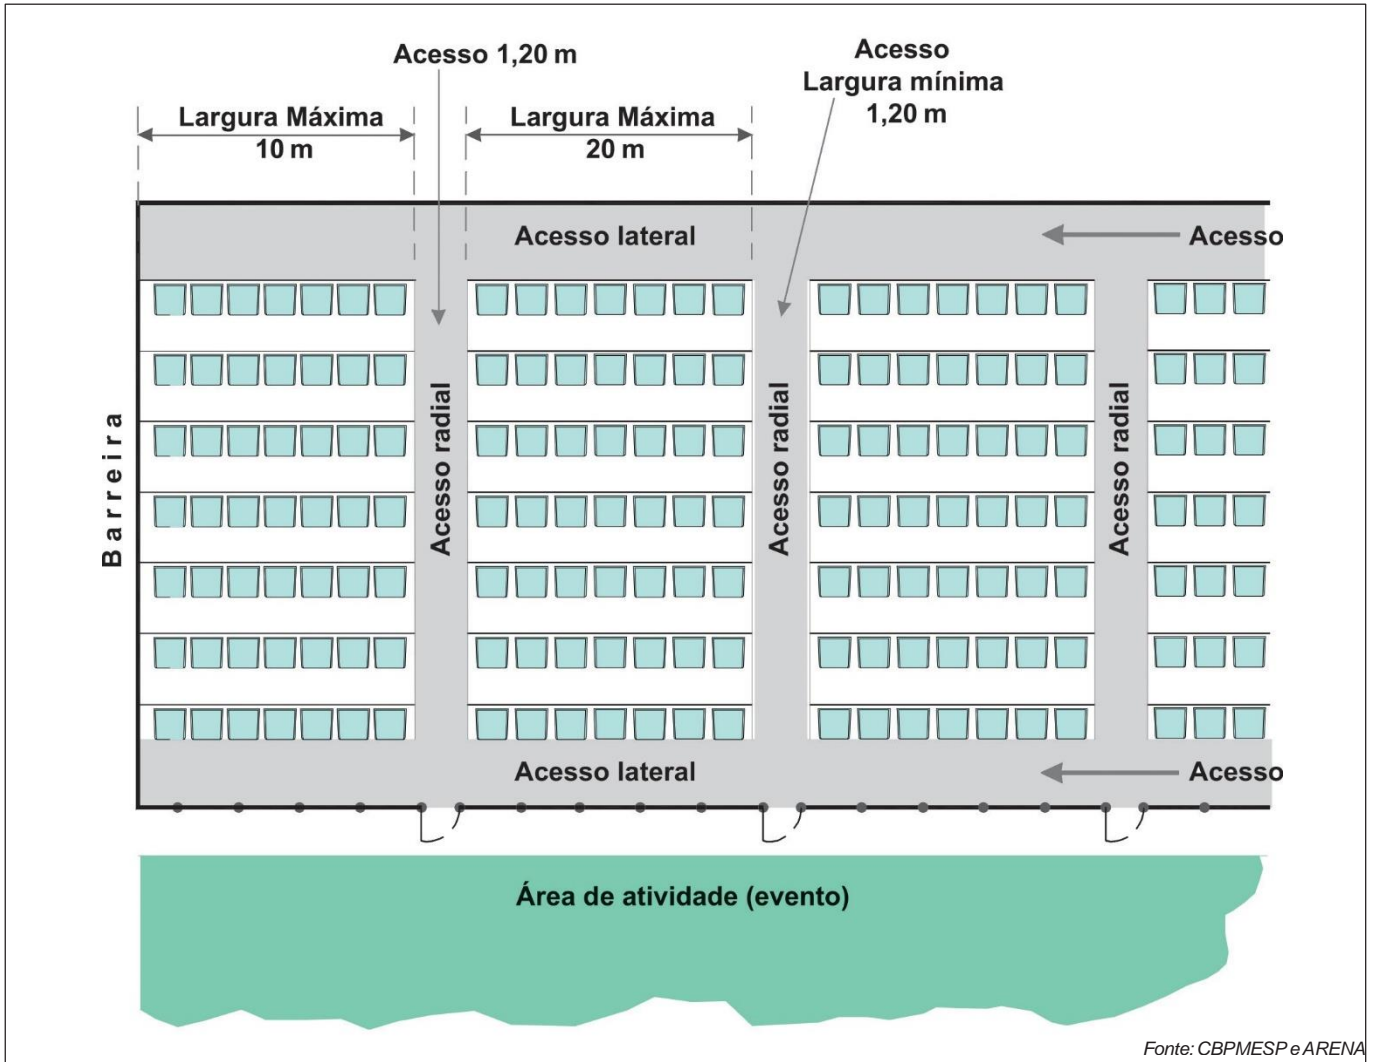 Acesso 1,20 m
Acesso
Largura mínima
1,20 m
Largura Máxima
10 m
Largura Máxima
20 m
Acesso lateral
Acesso
Barreira
Acesso radial
Acesso radial
Acesso radial
Acesso lateral
Acesso
Área de atividade (evento)
Fonte: CBPMESP e ARENA